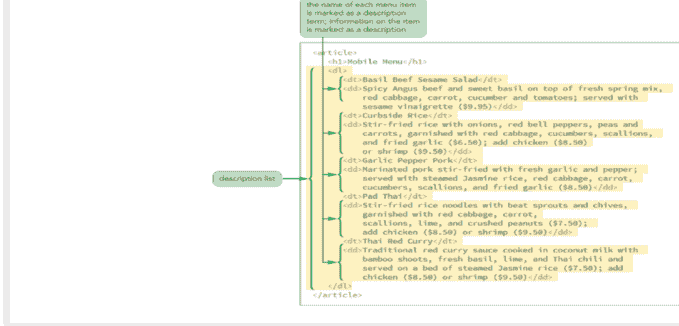 the name of each menu item
is marked as a description
term; information on the item
is marked as a description
<article>
<h1>Mobile Menu</h1>
<dl>
<dt>Basil Beef Sesame Salad</dt>
<dd>Spicy Angus beef and sweet basil on top of fresh spring mix,
red cabbage, carrot, cucumber and tomatoes; served with
sesame vinaigrette ($9.95)</dd>
<dt>Curbside Rice</dt>
<dd>Stir-fried rice with onions, red bell peppers, peas and
carrots, garnished with red cabbage, cucumbers, scallions,
and fried garlic ($6.50); add chicken ($8.50)
or shrimp ($9.50)</dd>
<dt>Garlic Pepper Pork</dt>
<dd>Marinated pork stir-fried with fresh garlic and pepper;
served with steamed Jasmine rice, red cabbage, carrot,
cucumbers, scallions, and fried garlic ($8.50)</dd>
description list
<dt>Pad Thai</dt>
<dd>Stir-fried rice noodles with beat sprouts and chives,
garnished with red cabbage, carrot,
scallions, lime, and crushed peanuts ($7.50);
add chicken ($8.50) or shrimp ($9.50)</dd>
<dt>Thai Red Curry</dt>
<dd>Traditional red curry sauce cooked in coconut milk with
bamboo shoots, fresh basil, lime, and Thai chili and
served on a bed of steamed Jasmine rice ($7.50); add
chicken ($8.50) or shrimp ($9.50)</dd>
</dl>
</article>